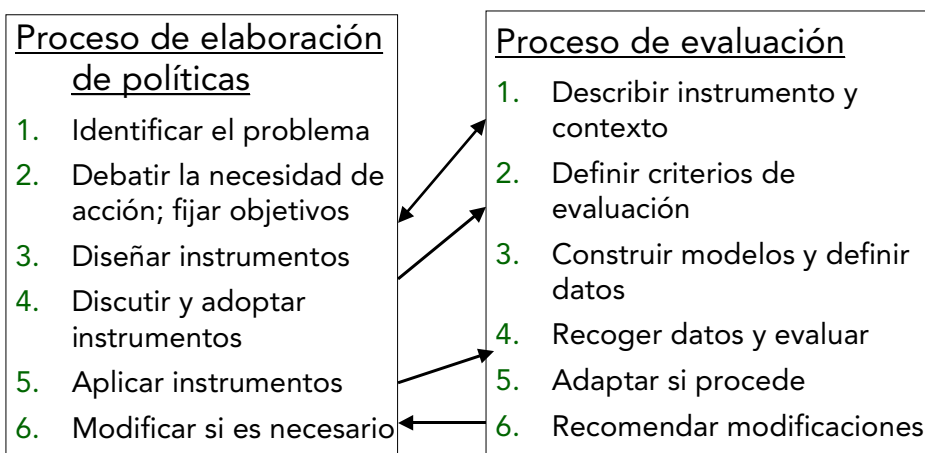 Proceso de elaboración
de políticas
1. Identificar el problema
2. Debatir la necesidad de
acción; fijar objetivos
3. Diseñar instrumentos
4. Discutir y adoptar
instrumentos
5. Aplicar instrumentos
6. Modificar si es necesario
Proceso de evaluación
1. Describir instrumento y
contexto
2. Definir criterios de
evaluación
3. Construir modelos y definir
datos
4. Recoger datos y evaluar
5. Adaptar si procede
6. Recomendar modificaciones